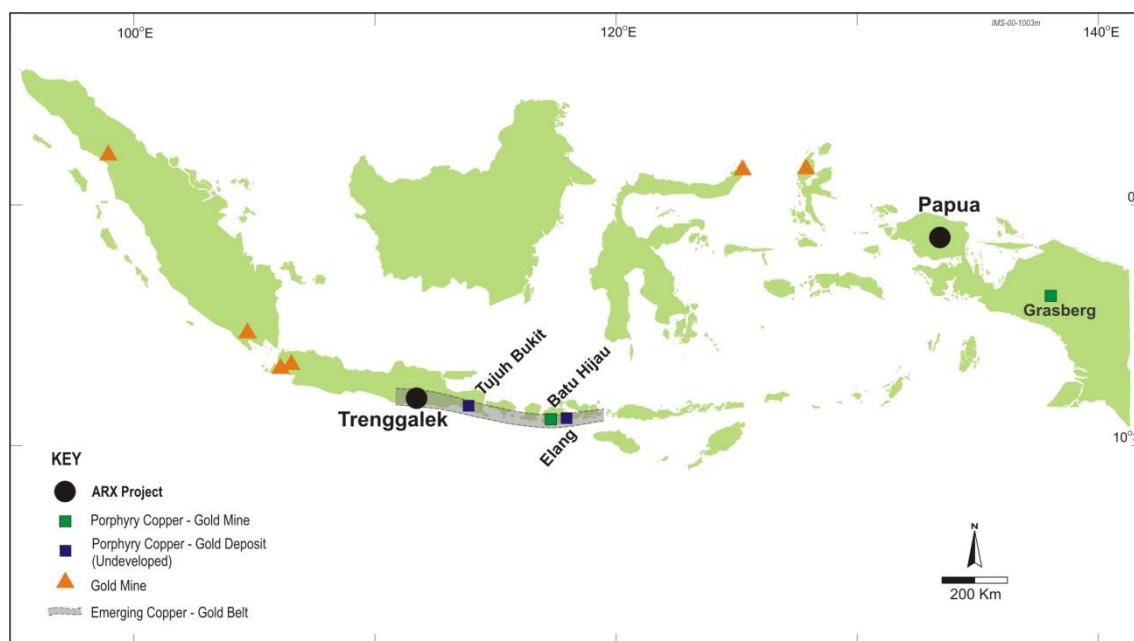 IMS-00-1003m
100°E
120°E
140°E
0
10°
Papua
Grasberg
Tujuh Bukit
Batu Hijau
Trenggalek
Elang
KEY
ARX Project
Porphyry Copper - Gold Mine
Porphyry Copper - Gold Deposit
(Undeveloped)
Gold Mine
Emerging Copper - Gold Belt
N
200 Km